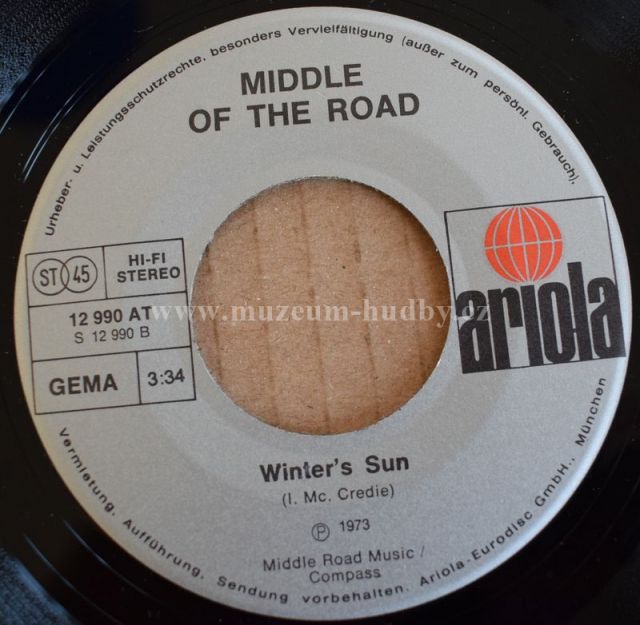 Urheber- u. Leistungsschutzrechte, besonders Vervielfältigung (außer zum persönl. Gebrauch).
MIDDLE
OF THE ROAD
ST 45
HI-FI
STEREO
12 990 AT
S 12 990 B
GEMA
3:34
ariola
www.muzeum-hudby.cz
Winter's Sun
(I. Mc. Credie)
℗ 1973
Middle Road Music /
Compass
Vermietung, Aufführung, Sendung vorbehalten. Ariola-Eurodisc GmbH., München